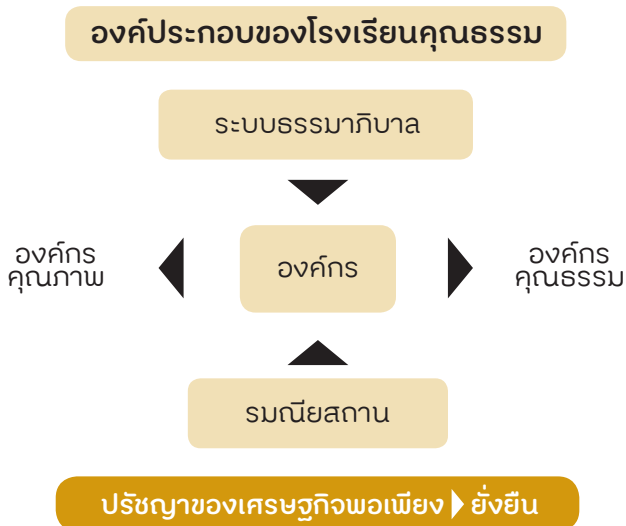 องค์ประกอบของโรงเรียนคุณธรรม
ระบบธรรมาภิบาล
องค์กร
คุณภาพ
องค์กร
องค์กร
คุณธรรม
รมณียสถาน
ปรัชญาของเศรษฐกิจพอเพียง ยั่งยืน